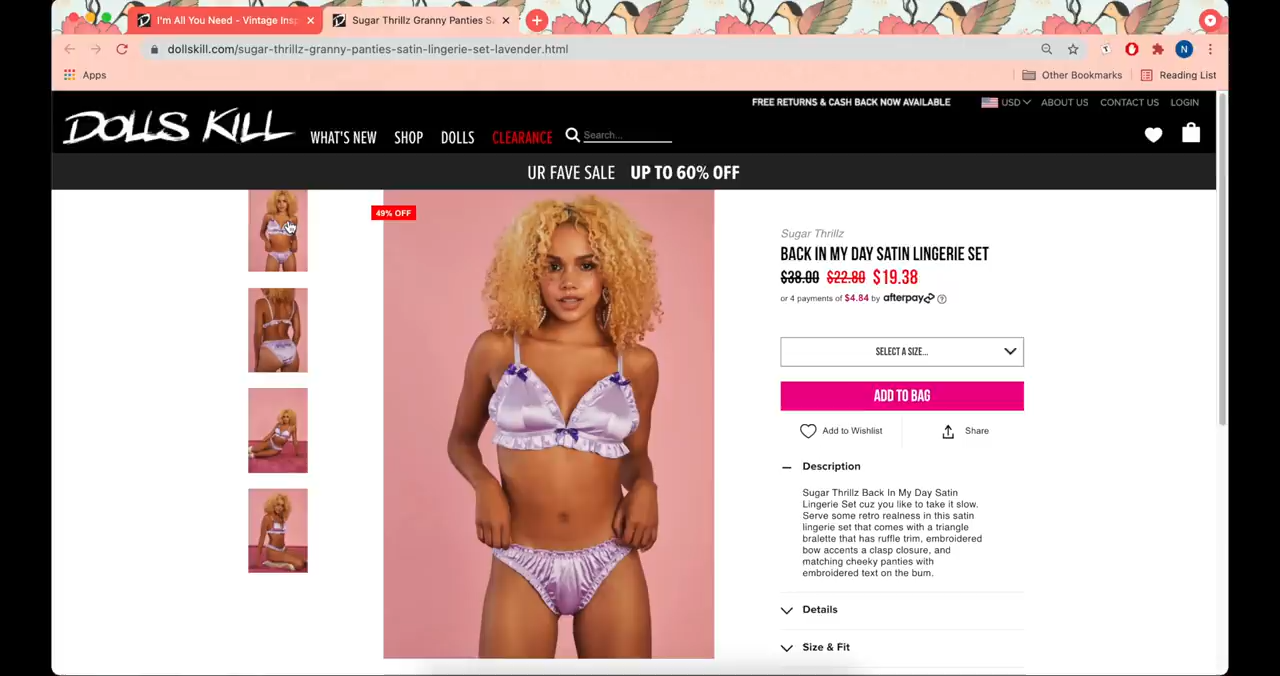 I'm All You Need - Vintage Insp
Sugar Thrillz Granny Panties S
dollskill.com/sugar-thrillz-granny-panties-satin-lingerie-set-lavender.html
N
Apps
Other Bookmarks
Reading List
FREE RETURNS & CASH BACK NOW AVAILABLE
USD
ABOUT US
CONTACT US
LOGIN
DOLLS KILL
WHAT'S NEW
SHOP
DOLLS
CLEARANCE
Search...
UR FAVE SALE UP TO 60% OFF
49% OFF
Sugar Thrillz
BACK IN MY DAY SATIN LINGERIE SET
$38.00 $22.80 $19.38
or 4 payments of $4.84 by afterpay ?
SELECT A SIZE...
ADD TO BAG
Add to Wishlist
Share
Description
Sugar Thrillz Back In My Day Satin
Lingerie Set cuz you like to take it slow.
Serve some retro realness in this satin
lingerie set that comes with a triangle
bralette that has ruffle trim, embroidered
bow accents a clasp closure, and
matching cheeky panties with
embroidered text on the bum.
Details
Size & Fit